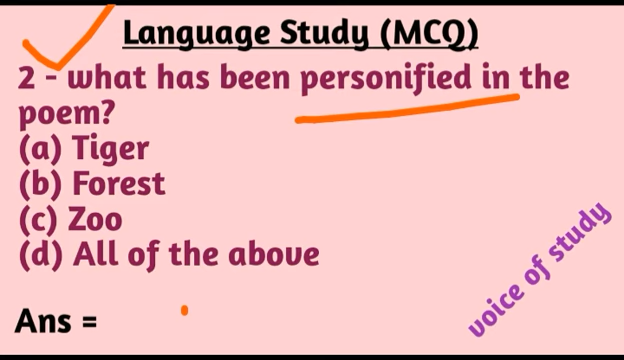 Language Study (MCQ)
2 - what has been personified in the
poem?
(a) Tiger
(b) Forest
(c) Zoo
(d) All of the above
Ans =
voice of study